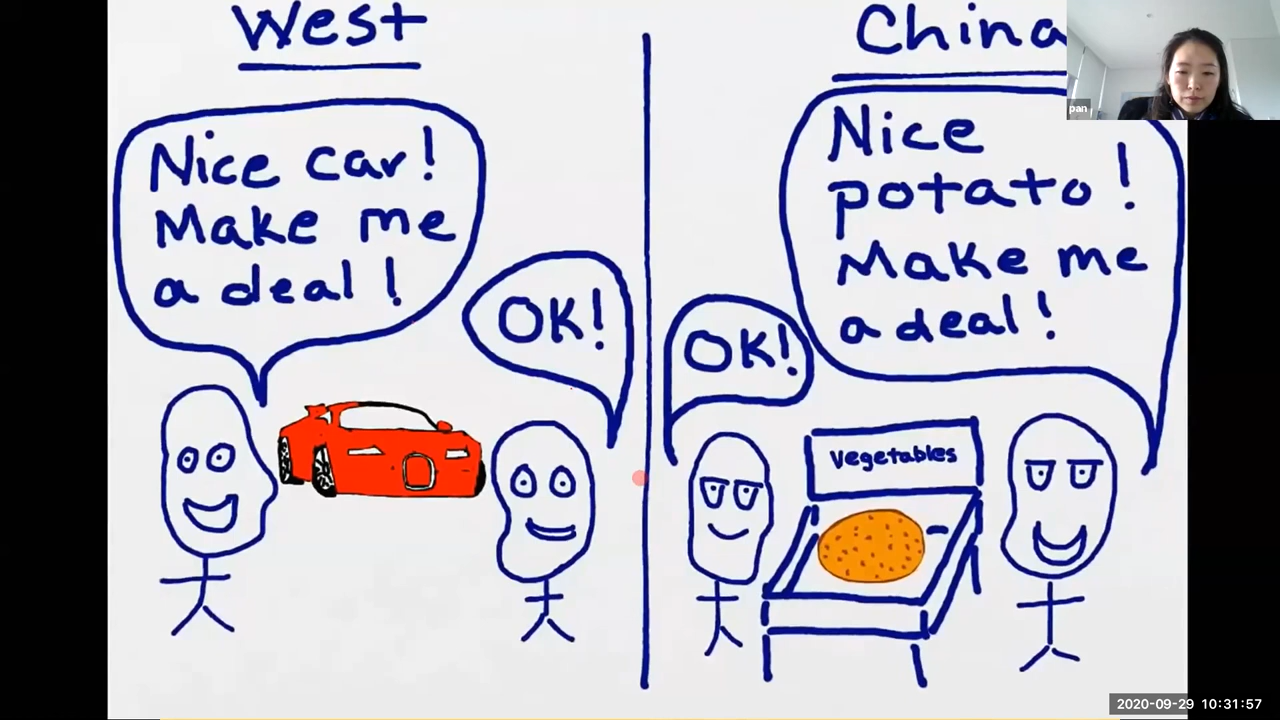 West
Nice car!
Make me
a deal!
OK!
China
Nice
potato!
Make me
a deal!
OK!
Vegetables
pan
2020-09-29 10:31:57